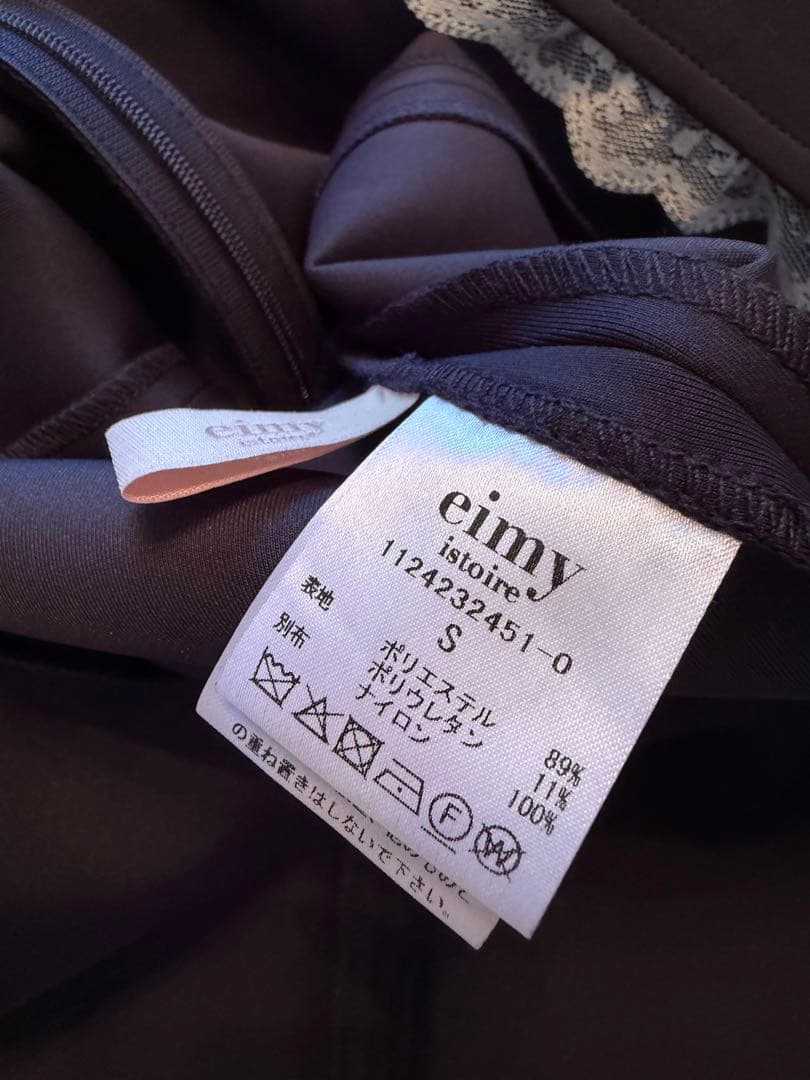 eimy
istoire
eimy
istoire
1124232451-0
S
表地 ポリエステル 89%
ポリウレタン 11%
別布 ナイロン 100%
F
W
の重ね置きはしないで下さい。